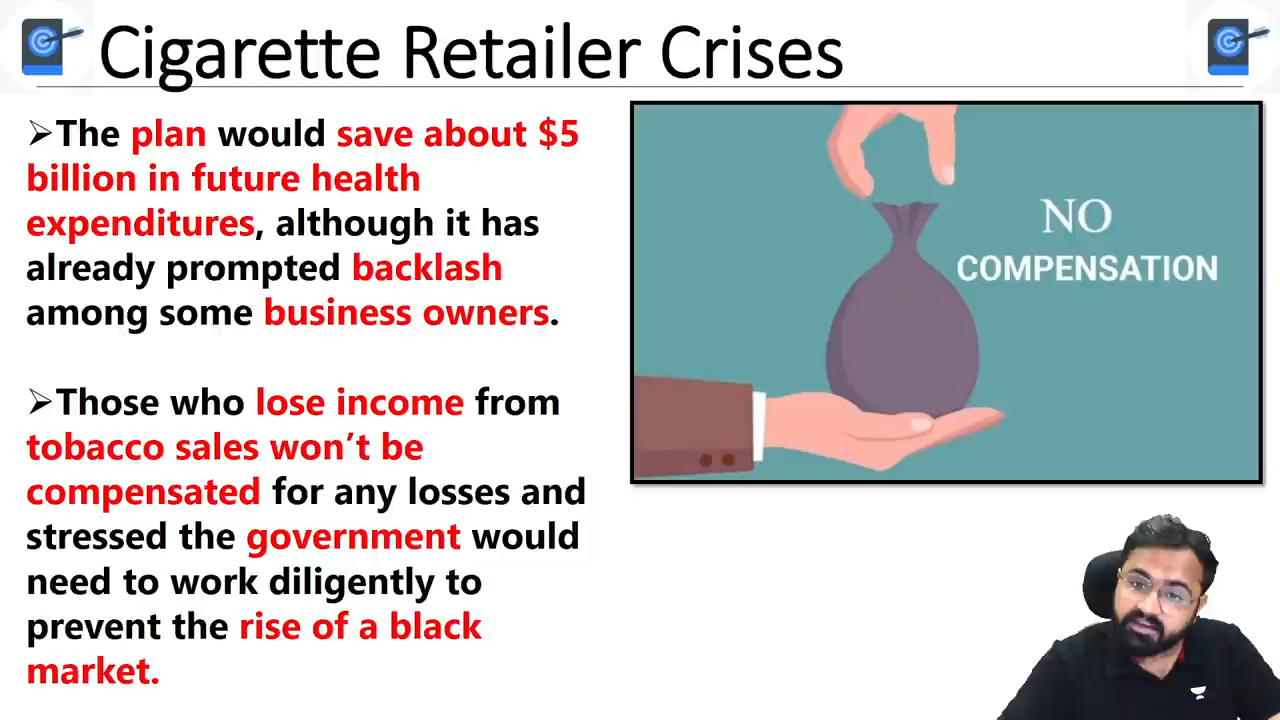 Cigarette Retailer Crises
➢The plan would save about $5
billion in future health
expenditures, although it has
already prompted backlash
among some business owners.
➢Those who lose income from
tobacco sales won’t be
compensated for any losses and
stressed the government would
need to work diligently to
prevent the rise of a black
market.
NO
COMPENSATION